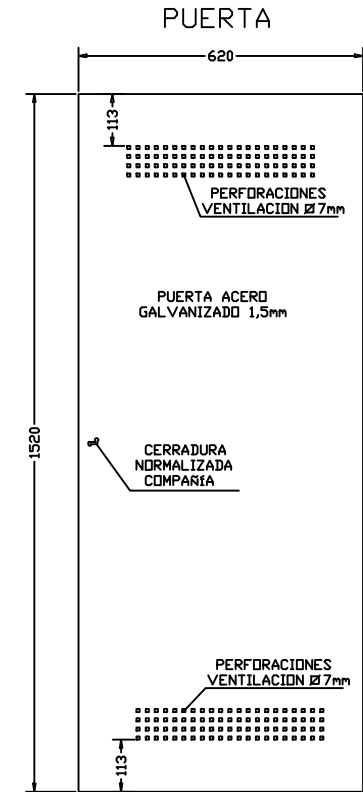 PUERTA
620
113
PERFORACIONES
VENTILACION Ø7mm
PUERTA ACERO
GALVANIZADO 1,5mm
1520
CERRADURA
NORMALIZADA
COMPAÑÍA
PERFORACIONES
VENTILACION Ø7mm
113